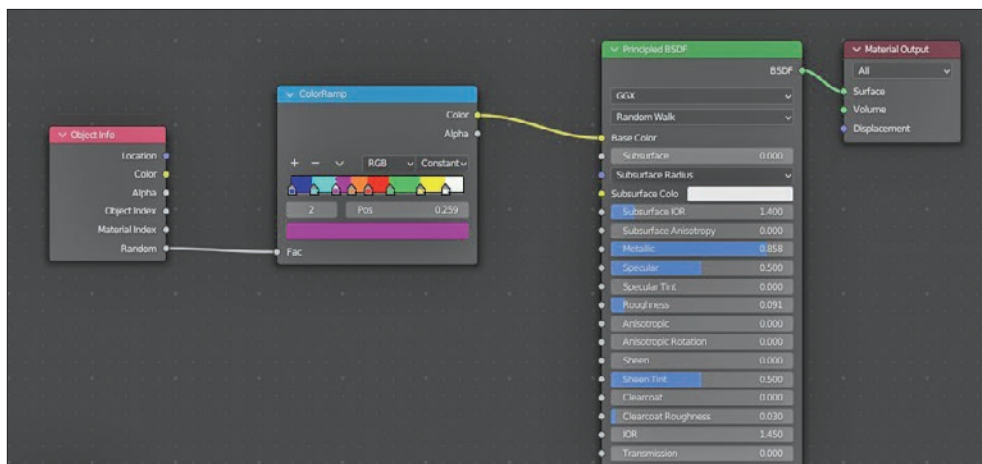 Object Info
Location
Color
Alpha
Object Index
Material Index
Random
ColorRamp
Color
Alpha
+ − RGB Constant
2 Pos 0.259
Fac
Principled BSDF
BSDF
GGX
Random Walk
Base Color
Subsurface 0.000
Subsurface Radius
Subsurface Colo
Subsurface IOR 1.400
Subsurface Anisotropy 0.000
Metallic 0.858
Specular 0.500
Specular Tint 0.000
Roughness 0.091
Anisotropic 0.000
Anisotropic Rotation 0.000
Sheen 0.000
Sheen Tint 0.500
Clearcoat 0.000
Clearcoat Roughness 0.030
IOR 1.450
Transmission 0.000
Material Output
All
Surface
Volume
Displacement